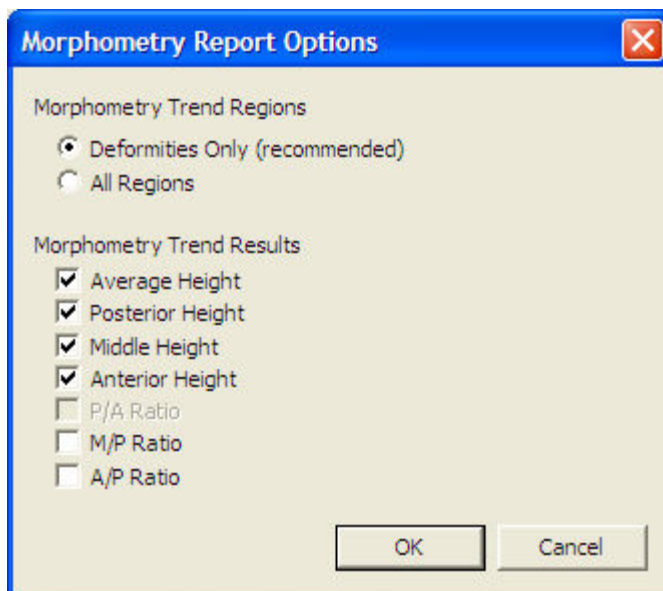 Morphometry Report Options
Morphometry Trend Regions
Deformities Only (recommended)
All Regions
Morphometry Trend Results
Average Height
Posterior Height
Middle Height
Anterior Height
P/A Ratio
M/P Ratio
A/P Ratio
OK Cancel